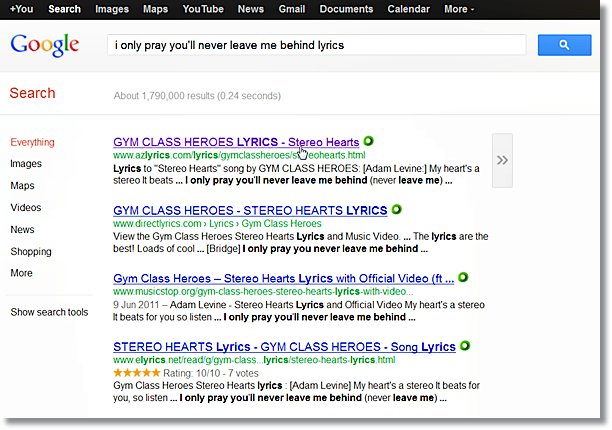 +You Search Images Maps YouTube News Gmail Documents Calendar More
Google
i only pray you'll never leave me behind lyrics
Search
About 1,790,000 results (0.24 seconds)
Everything
Images
Maps
Videos
News
Shopping
More
Show search tools
GYM CLASS HEROES LYRICS - Stereo Hearts
www.azlyrics.com/lyrics/gymclassheroes/stereohearts.html
Lyrics to "Stereo Hearts" song by GYM CLASS HEROES: [Adam Levine:] My heart's a
stereo It beats ... I only pray you'll never leave me behind (never leave me) ...
GYM CLASS HEROES - STEREO HEARTS LYRICS
www.directlyrics.com › Lyrics › Gym Class Heroes
View the Gym Class Heroes Stereo Hearts Lyrics and Music Video. ... The lyrics are the
best! Loads of cool ... [Bridge] I only pray you'll never leave me behind ...
Gym Class Heroes – Stereo Hearts Lyrics with Official Video (ft ...
www.musicstop.org/gym-class-heroes-stereo-hearts-lyrics-with-video...
9 Jun 2011 – Adam Levine - Stereo Hearts Lyrics and Official Video My heart's a stereo
It beats for you so listen ... I only pray you'll never leave me behind ...
STEREO HEARTS Lyrics - GYM CLASS HEROES - Song Lyrics
www.elyrics.net/read/g/gym-class...lyrics/stereo-hearts-lyrics.html
Rating: 10/10 - 7 votes
Gym Class Heroes Stereo Hearts lyrics : [Adam Levine] My heart's a stereo It beats for
you, so listen ... I only pray you'll never leave me behind (never leave me) ...